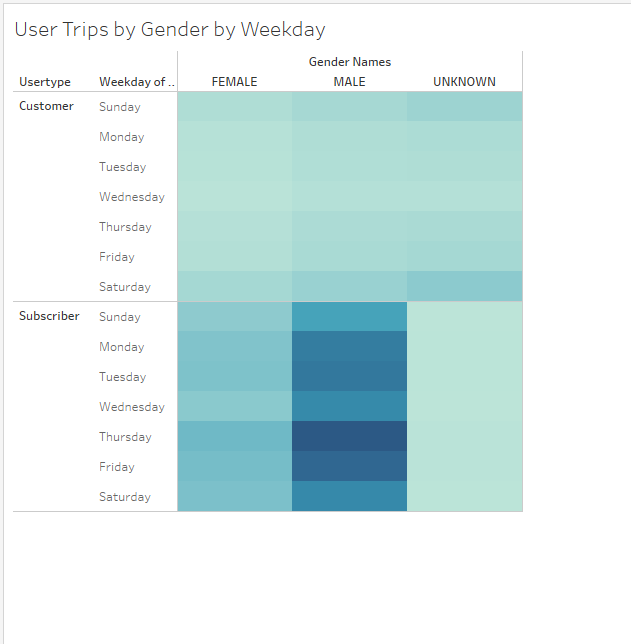 User Trips by Gender by Weekday
Gender Names
Usertype Weekday of .. FEMALE MALE UNKNOWN
Customer Sunday
Monday
Tuesday
Wednesday
Thursday
Friday
Saturday
Subscriber Sunday
Monday
Tuesday
Wednesday
Thursday
Friday
Saturday